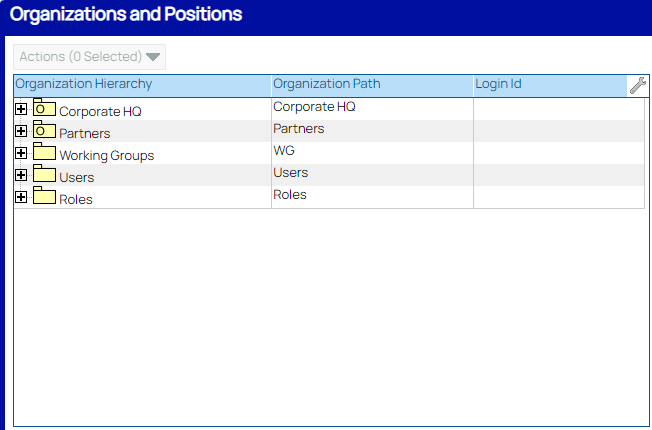 Organizations and Positions
Actions (0 Selected)
Organization Hierarchy Organization Path Login Id
O Corporate HQ Corporate HQ
O Partners Partners
Working Groups WG
Users Users
Roles Roles